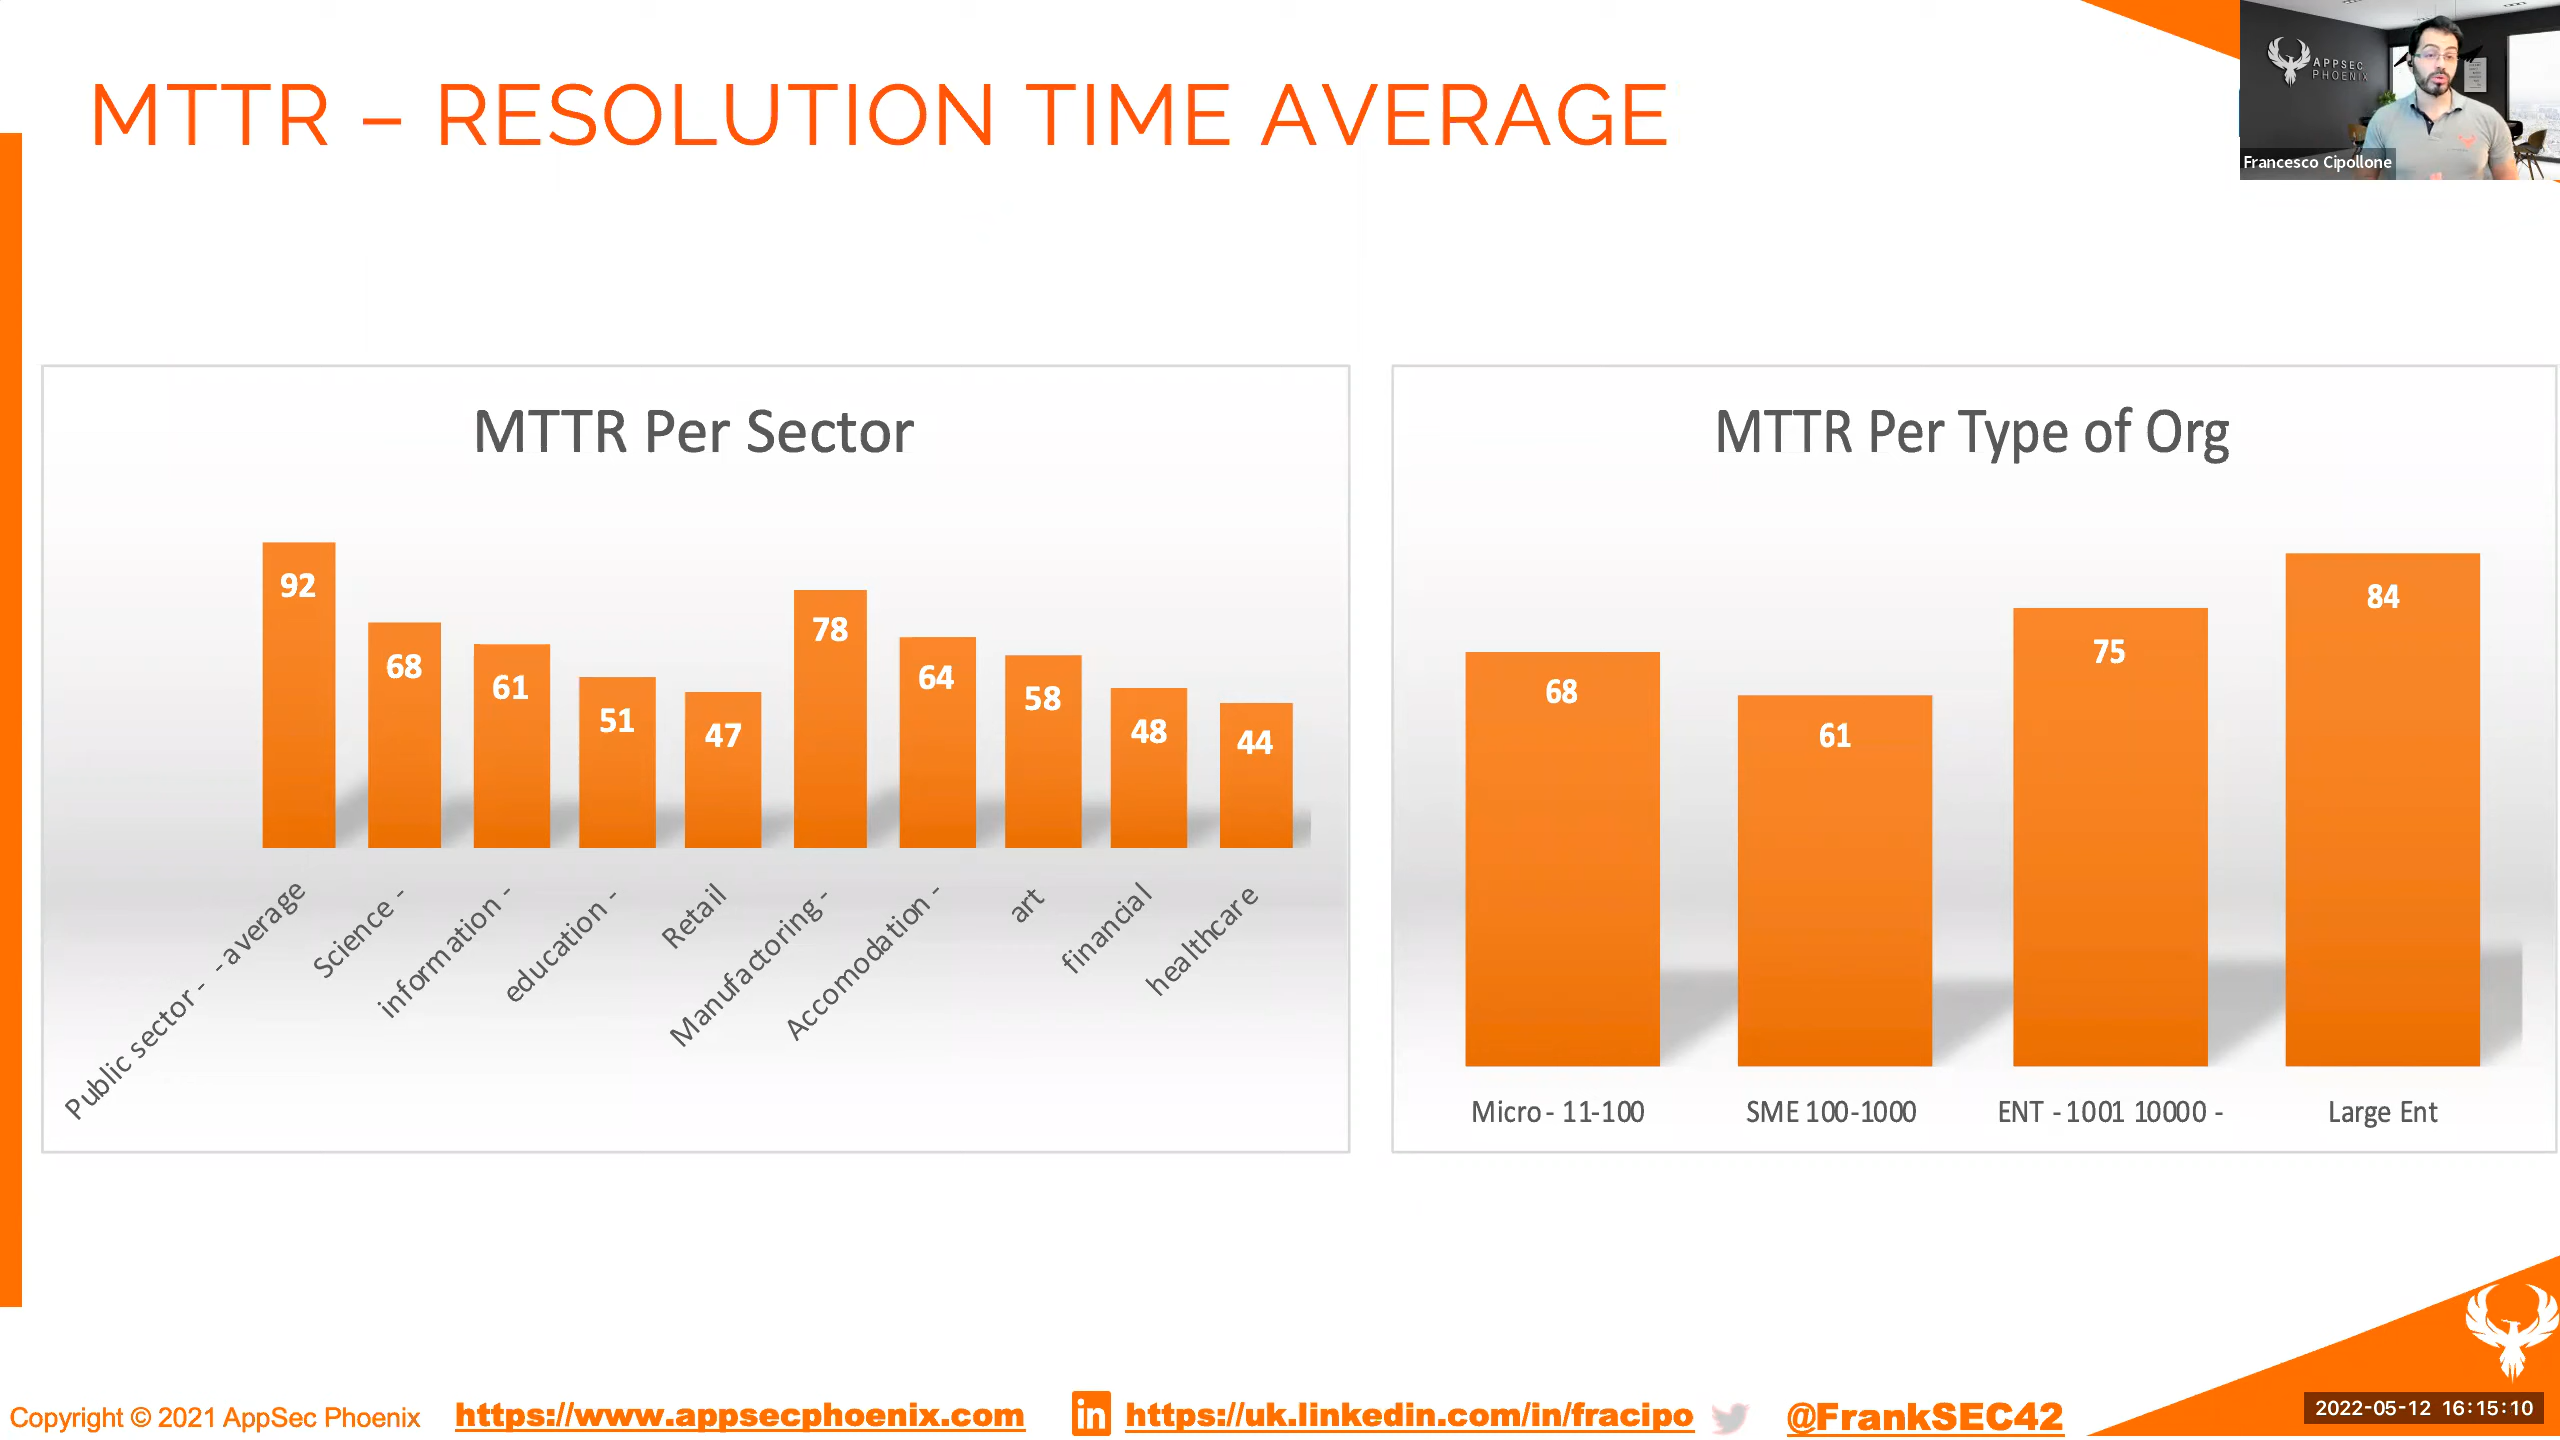 MTTR – RESOLUTION TIME AVERAGE
APPSEC
PHOENIX
Francesco Cipollone
MTTR Per Sector
92
68
61
51
47
78
64
58
48
44
Public sector - - average
Science -
information -
education -
Retail
Manufactoring -
Accomodation -
art
financial
healthcare
MTTR Per Type of Org
68
61
75
84
Micro - 11-100
SME 100-1000
ENT - 1001 10000 -
Large Ent
Copyright © 2021 AppSec Phoenix
https://www.appsecphoenix.com
in
https://uk.linkedin.com/in/fracipo
@FrankSEC42
2022-05-12 16:15:10